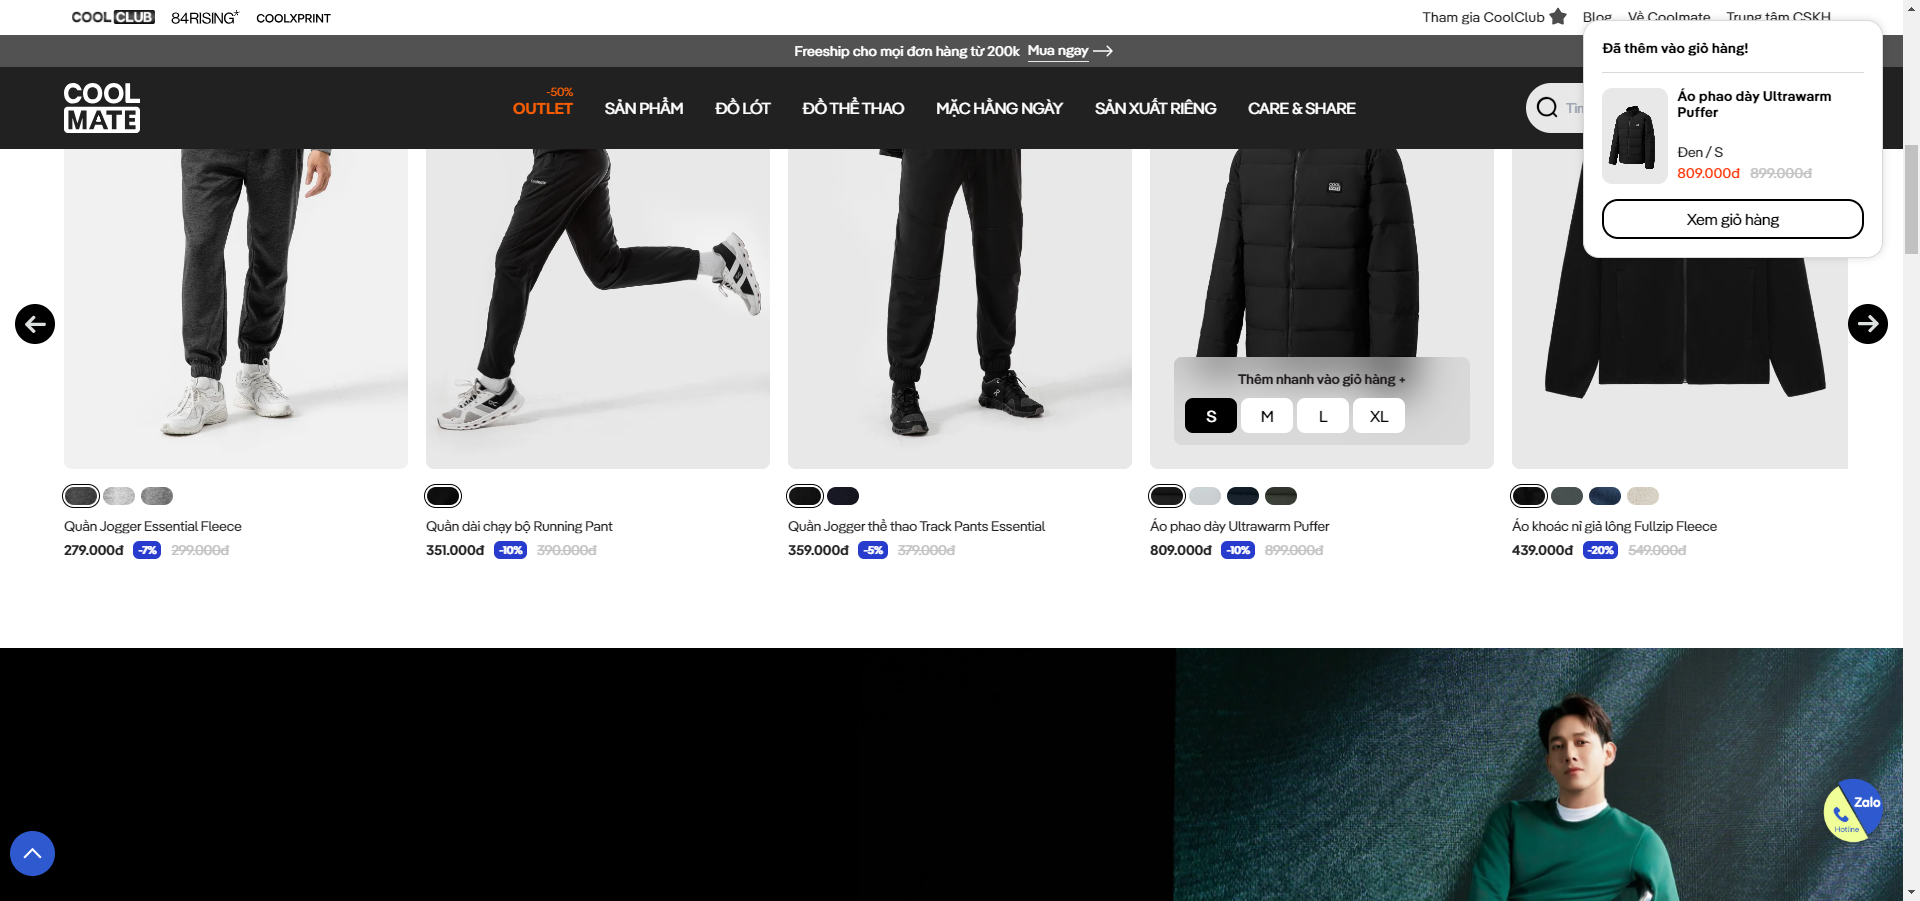 COOL CLUB 84RISING* COOLXPRINT
Tham gia CoolClub Blog Về Coolmate Trung tâm CSKH
Freeship cho mọi đơn hàng từ 200k Mua ngay
COOL
MATE
-50%
OUTLET SẢN PHẨM ĐỒ LÓT ĐỒ THỂ THAO MẶC HẰNG NGÀY SẢN XUẤT RIÊNG CARE & SHARE
Đã thêm vào giỏ hàng!
Áo phao dày Ultrawarm
Puffer
Đen / S
809.000đ 899.000đ
Xem giỏ hàng
COOL
MATE
Thêm nhanh vào giỏ hàng +
S M L XL
Quần Jogger Essential Fleece
279.000đ -7% 299.000đ
Quần dài chạy bộ Running Pant
351.000đ -10% 390.000đ
Quần Jogger thể thao Track Pants Essential
359.000đ -5% 379.000đ
Áo phao dày Ultrawarm Puffer
809.000đ -10% 899.000đ
Áo khoác nỉ giả lông Fullzip Fleece
439.000đ -20% 549.000đ
Zalo
Hotline